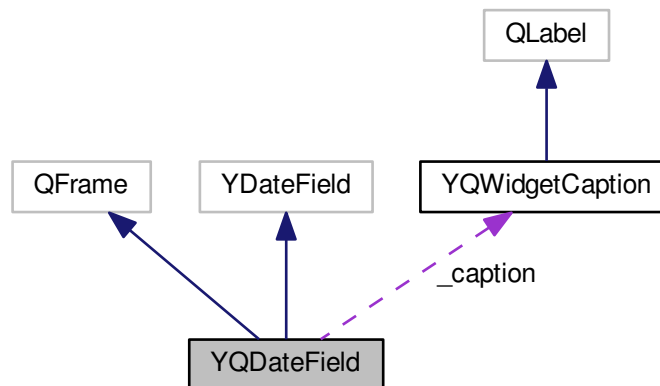 QLabel
QFrame
YDateField
YQWidgetCaption
_caption
YQDateField